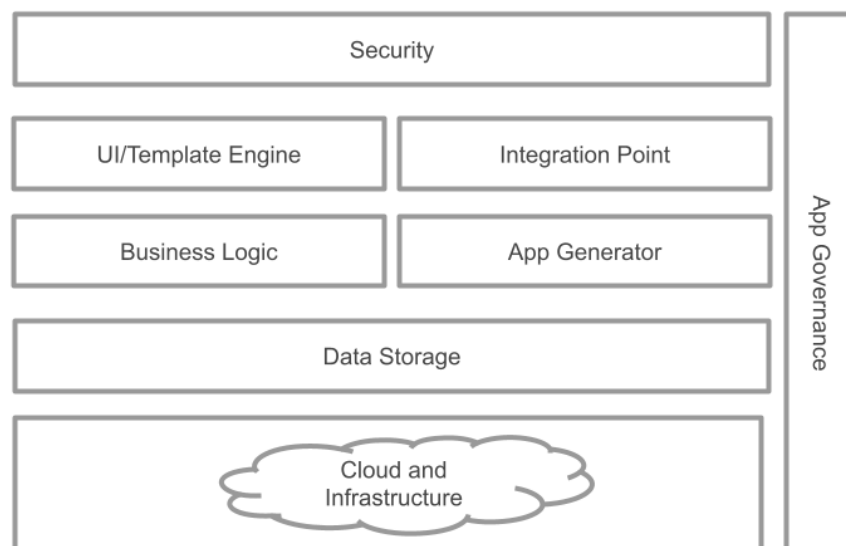 Security
UI/Template Engine
Integration Point
Business Logic
App Generator
Data Storage
Cloud and
Infrastructure
App Governance